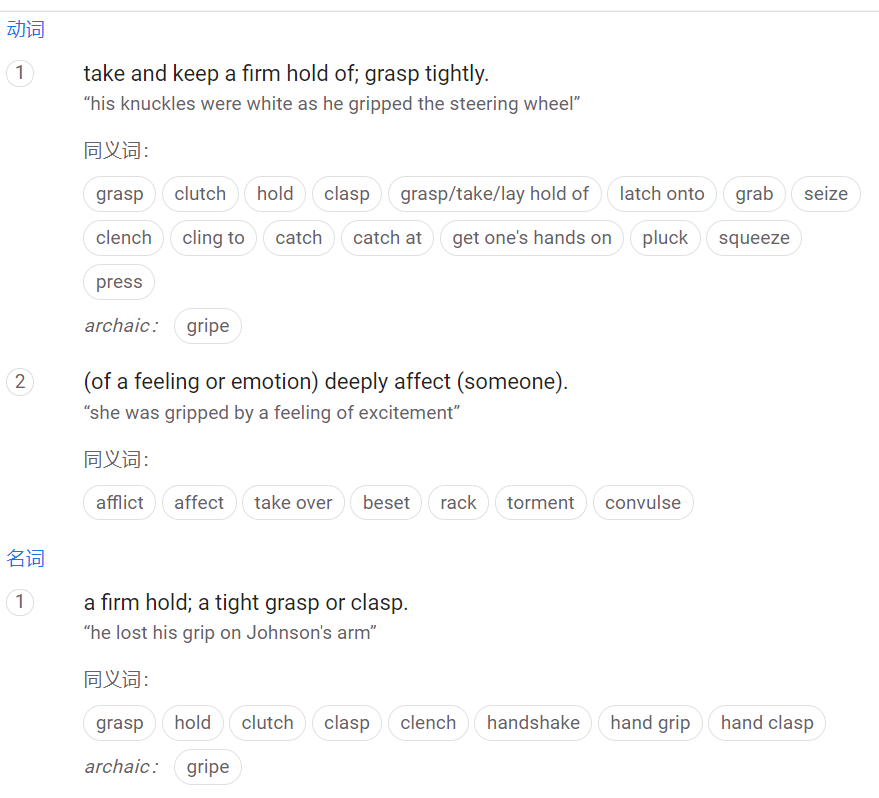 动词
1 take and keep a firm hold of; grasp tightly.
“his knuckles were white as he gripped the steering wheel”
同义词：
grasp clutch hold clasp grasp/take/lay hold of latch onto grab seize
clench cling to catch catch at get one's hands on pluck squeeze
press
archaic： gripe
2 (of a feeling or emotion) deeply affect (someone).
“she was gripped by a feeling of excitement”
同义词：
afflict affect take over beset rack torment convulse
名词
1 a firm hold; a tight grasp or clasp.
“he lost his grip on Johnson's arm”
同义词：
grasp hold clutch clasp clench handshake hand grip hand clasp
archaic： gripe